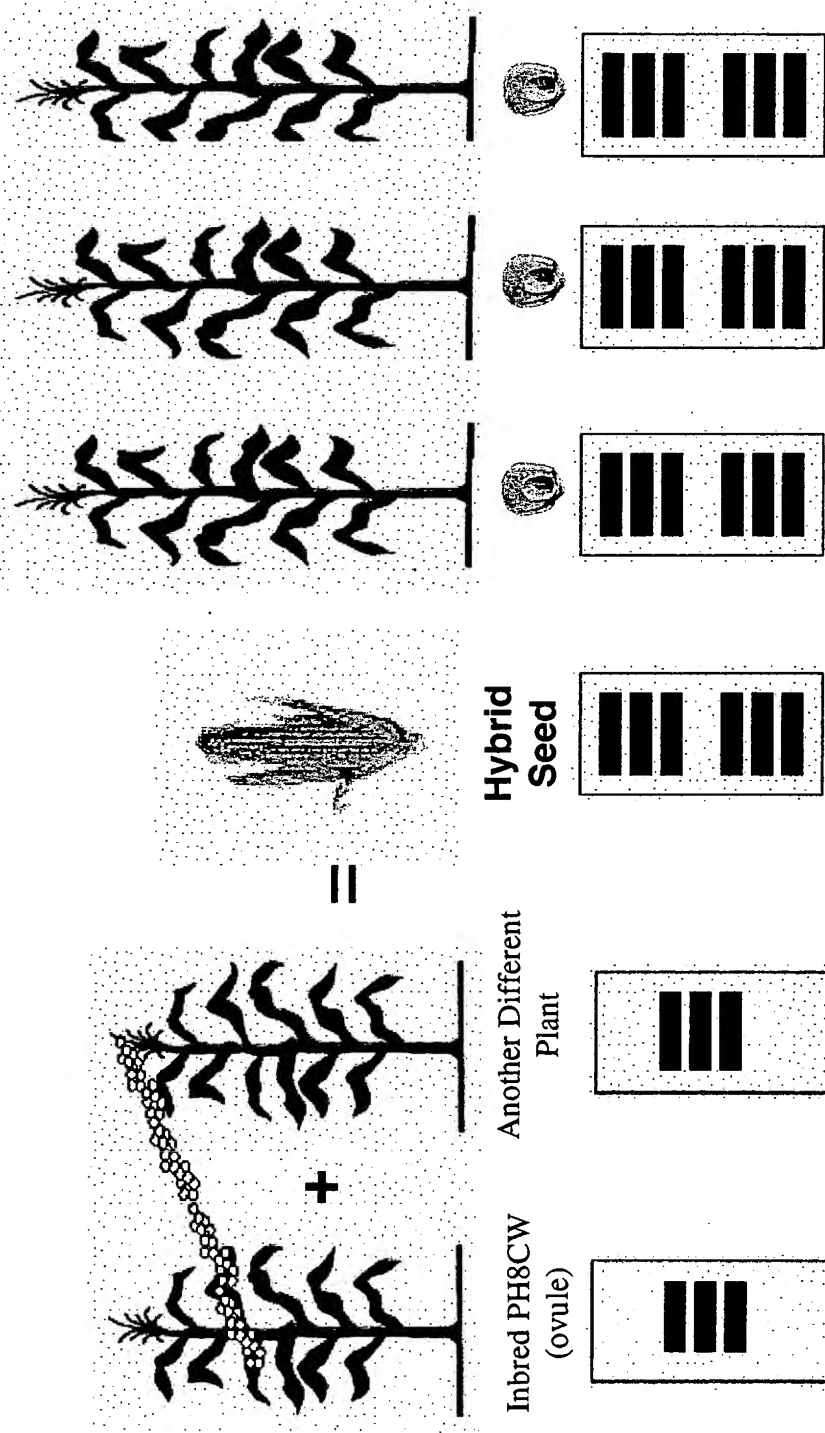 Inbred PH8CW
(ovule)
+
Another Different
Plant
=
Hybrid
Seed